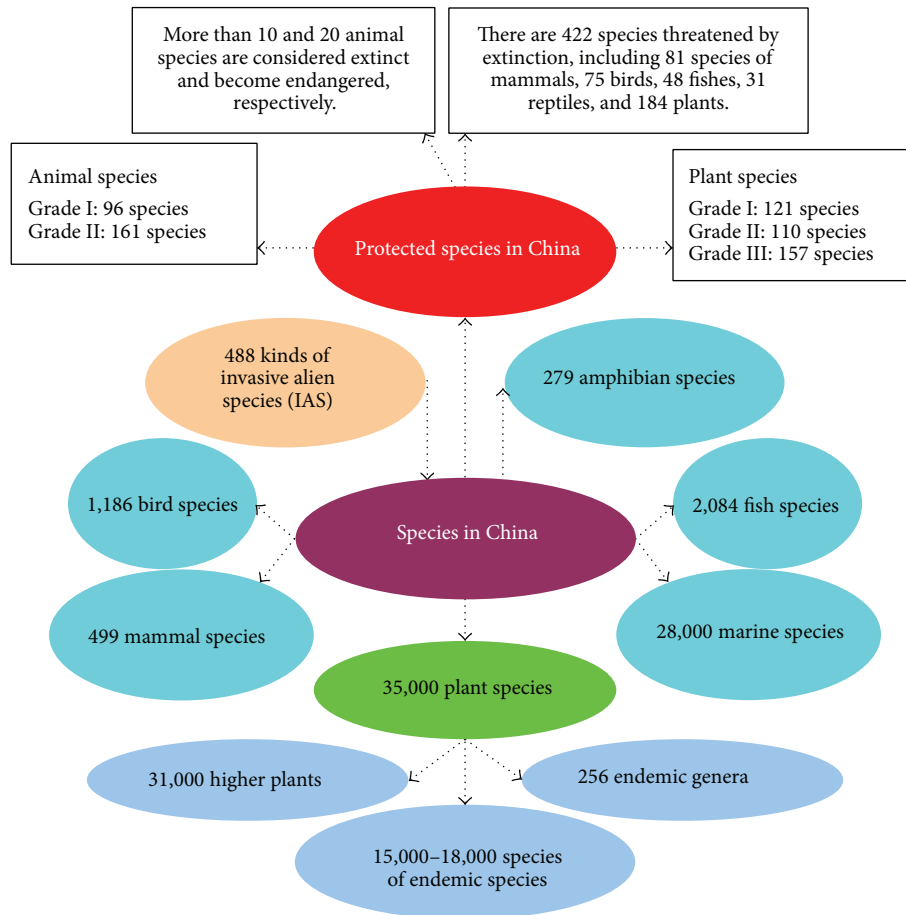 More than 10 and 20 animal
species are considered extinct
and become endangered,
respectively.
There are 422 species threatened by
extinction, including 81 species of
mammals, 75 birds, 48 fishes, 31
reptiles, and 184 plants.
Animal species
Grade I: 96 species
Grade II: 161 species
Protected species in China
Plant species
Grade I: 121 species
Grade II: 110 species
Grade III: 157 species
488 kinds of
invasive alien
species (IAS)
279 amphibian species
1,186 bird species
Species in China
2,084 fish species
499 mammal species
28,000 marine species
35,000 plant species
31,000 higher plants
256 endemic genera
15,000–18,000 species
of endemic species